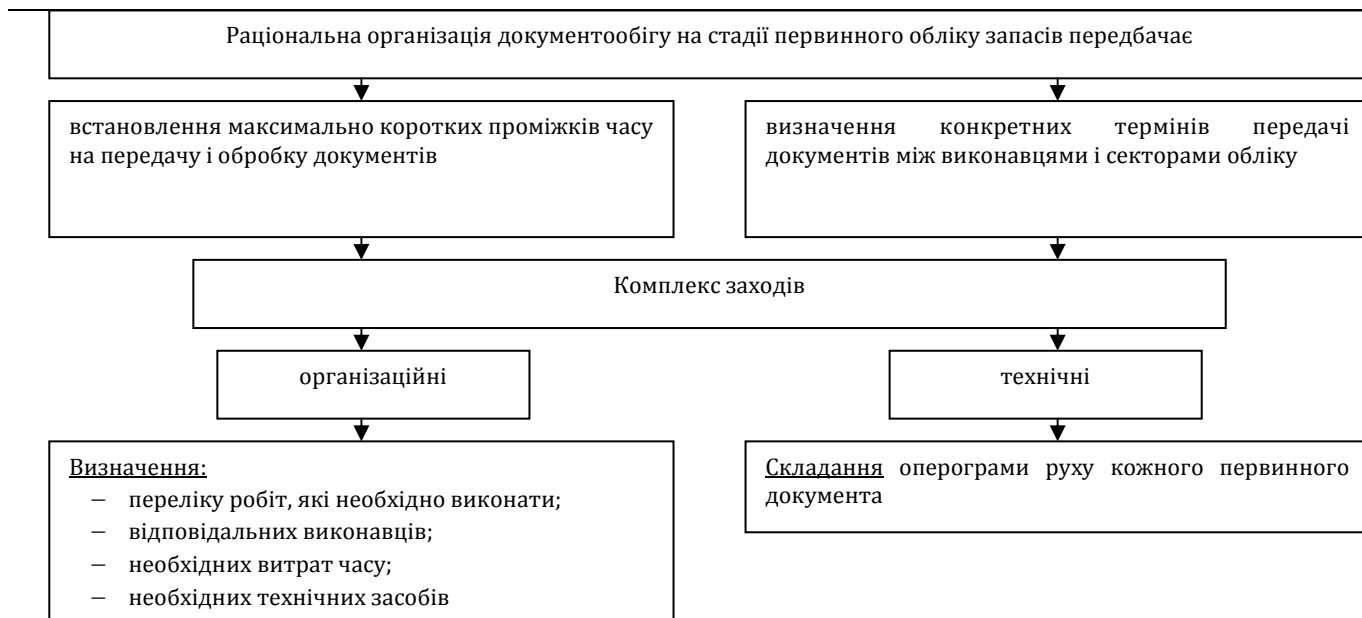 Раціональна організація документообігу на стадії первинного обліку запасів передбачає
встановлення максимально коротких проміжків часу
на передачу і обробку документів
визначення конкретних термінів передачі
документів між виконавцями і секторами обліку
Комплекс заходів
організаційні
технічні
Визначення:
– переліку робіт, які необхідно виконати;
– відповідальних виконавців;
– необхідних витрат часу;
– необхідних технічних засобів
Складання оперограми руху кожного первинного
документа